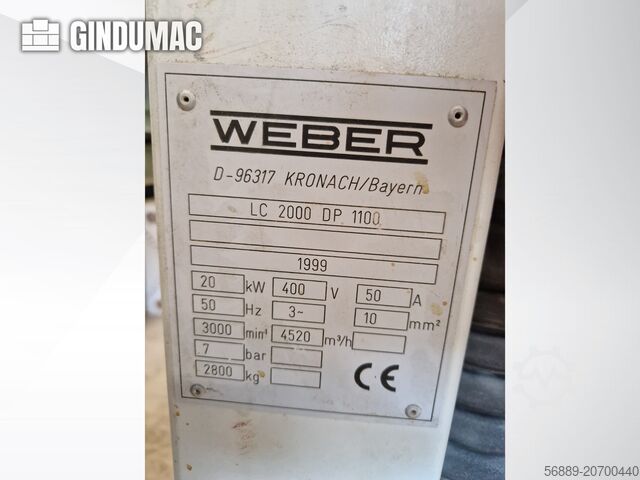 GINDUMAC
WEBER
D-96317 KRONACH/Bayern
LC 2000 DP 1100
1999
20 kW 400 V 50 A
50 Hz 3~ 10 mm²
3000 min¹ 4520 m³/h
7 bar
2800 kg CE
56889-20700440